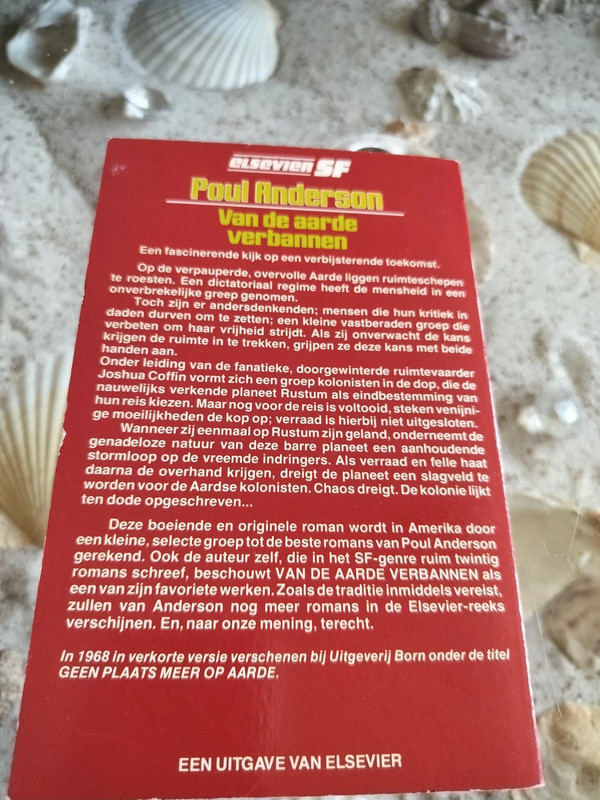 elsevier SF
Poul Anderson
Van de aarde
verbannen
Een fascinerende kijk op een verbijsterende toekomst.
Op de verpauperde, overvolle Aarde liggen ruimteschepen
te roesten. Een dictatoriaal regime heeft de mensheid in een
onverbrekelijke greep genomen.
Toch zijn er andersdenkenden; mensen die hun kritiek in
daden durven om te zetten; een kleine vastberaden groep die
verbeten om haar vrijheid strijdt. Als zij onverwacht de kans
krijgen de ruimte in te trekken, grijpen ze deze kans met beide
handen aan.
Onder leiding van de fanatieke, doorgewinterde ruimtevaarder
Joshua Coffin vormt zich een groep kolonisten in de dop, die de
nauwelijks verkende planeet Rustum als eindbestemming van
hun reis kiezen. Maar nog voor de reis is voltooid, steken venijni-
ge moeilijkheden de kop op; verraad is hierbij niet uitgesloten.
Wanneer zij eenmaal op Rustum zijn geland, onderneemt de
genadeloze natuur van deze barre planeet een aanhoudende
stormloop op de vreemde indringers. Als verraad en felle haat
daarna de overhand krijgen, dreigt de planeet een slagveld te
worden voor de Aardse kolonisten. Chaos dreigt. De kolonie lijkt
ten dode opgeschreven...
Deze boeiende en originele roman wordt in Amerika door
een kleine, selecte groep tot de beste romans van Poul Anderson
gerekend. Ook de auteur zelf, die in het SF-genre ruim twintig
romans schreef, beschouwt VAN DE AARDE VERBANNEN als
een van zijn favoriete werken. Zoals de traditie inmiddels vereist,
zullen van Anderson nog meer romans in de Elsevier-reeks
verschijnen. En, naar onze mening, terecht.
In 1968 in verkorte versie verschenen bij Uitgeverij Born onder de titel
GEEN PLAATS MEER OP AARDE.
EEN UITGAVE VAN ELSEVIER